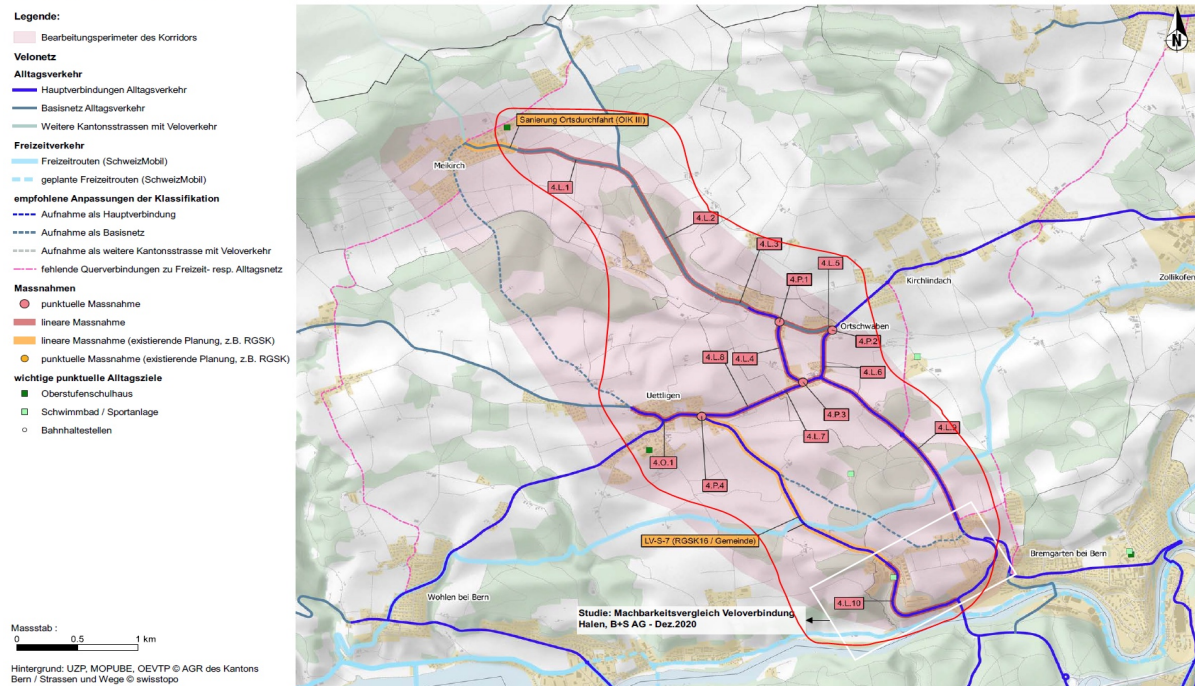 Legende:
Bearbeitungsperimeter des Korridors
Velonetz
Alltagsverkehr
Hauptverbindungen Alltagsverkehr
Basisnetz Alltagsverkehr
Weitere Kantonsstrassen mit Veloverkehr
Freizeitverkehr
Freizeitrouten (SchweizMobil)
geplante Freizeitrouten (SchweizMobil)
empfohlene Anpassungen der Klassifikation
Aufnahme als Hauptverbindung
Aufnahme als Basisnetz
Aufnahme als weitere Kantonsstrasse mit Veloverkehr
fehlende Querverbindungen zu Freizeit- resp. Alltagsnetz
Massnahmen
punktuelle Massnahme
lineare Massnahme
lineare Massnahme (existierende Planung, z.B. RGSK)
punktuelle Massnahme (existierende Planung, z.B. RGSK)
wichtige punktuelle Alltagsziele
Oberstufenschulhaus
Schwimmbad / Sportanlage
Bahnhaltestellen
Massstab :
0 0.5 1 km
Hintergrund: UZP, MOPUBE, OEVTP © AGR des Kantons
Bern / Strassen und Wege © swisstopo
N
Sanierung Ortsdurchfahrt (OIK III)
Meikirch
4.L.1
4.L.2
4.L.3
4.L.5
4.P.1
Kirchlindach
Zollikofen
Ortschwaben
4.P.2
4.L.8
4.L.4
4.L.6
Uettligen
4.P.3
4.L.9
4.L.7
4.O.1
4.P.4
LV-S-7 (RGSK16 / Gemeinde)
Bremgarten bei Bern
Wohlen bei Bern
4.L.10
Studie: Machbarkeitsvergleich Veloverbindung
Halen, B+S AG - Dez.2020